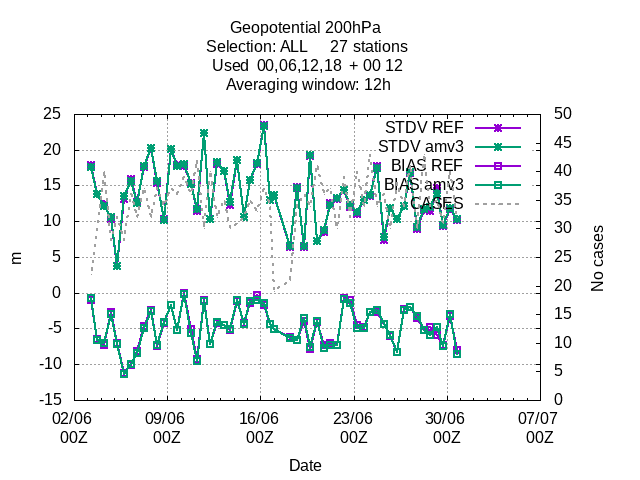 Geopotential 200hPa
Selection: ALL     27 stations
Used  00,06,12,18  + 00 12
Averaging window: 12h
25
20
15
10
5
0
-5
-10
-15
m
50
45
40
35
30
25
20
15
10
5
0
No cases
STDV REF
STDV amv3
BIAS REF
BIAS amv3
CASES
02/06 09/06 16/06 23/06 30/06 07/07
00Z 00Z 00Z 00Z 00Z 00Z
Date